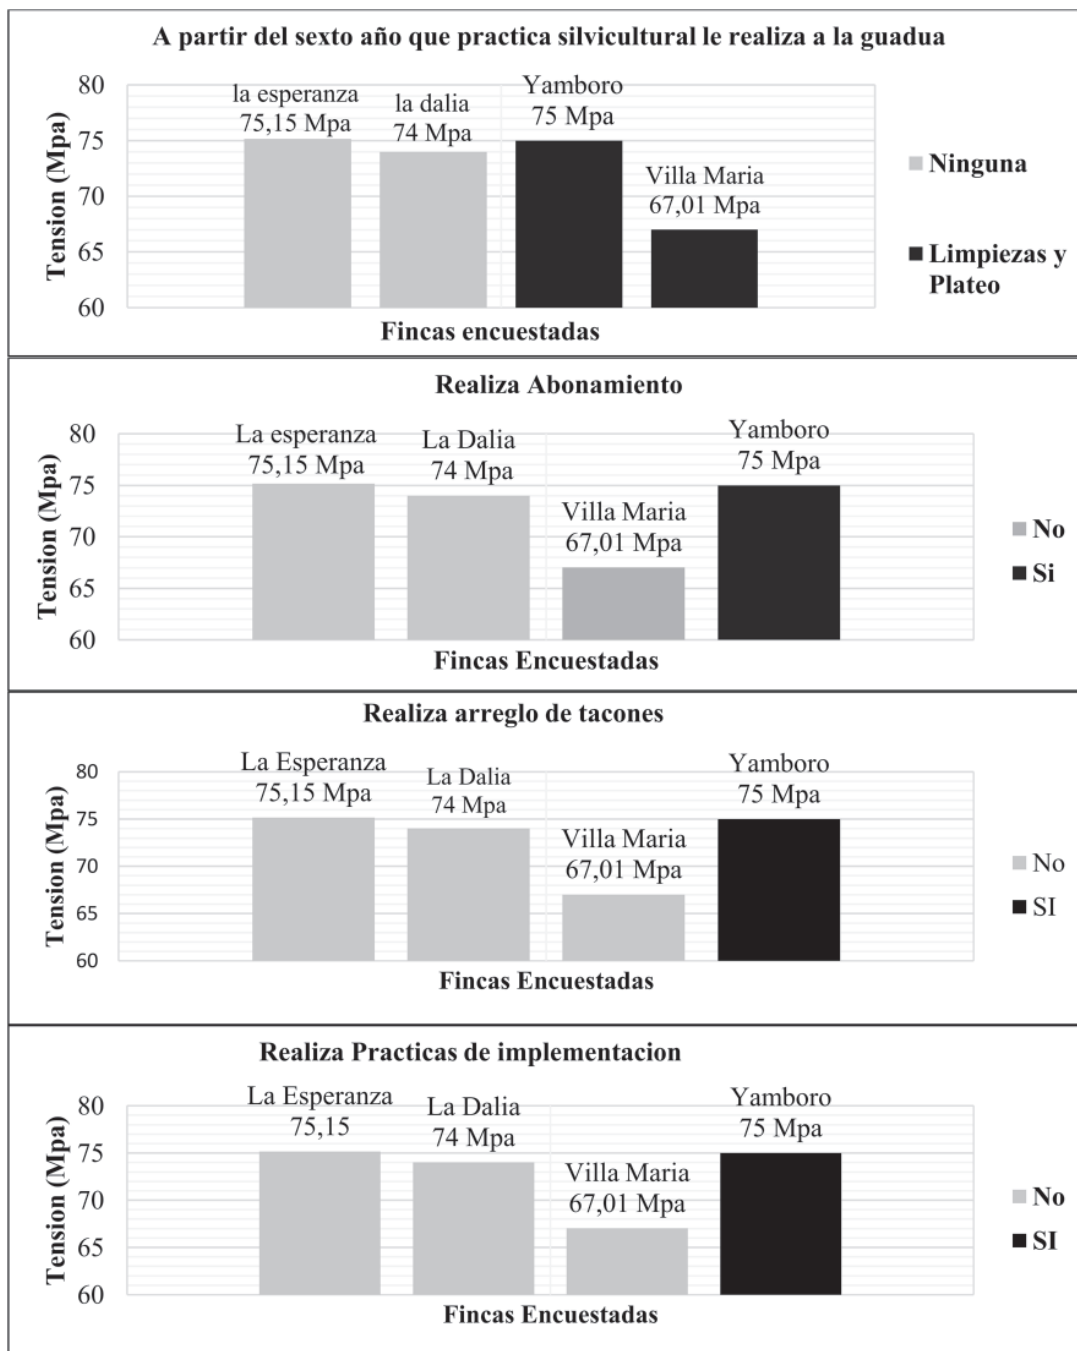 A partir del sexto año que practica silvicultural le realiza a la guadua
80
75
70
65
60
Tension (Mpa)
la esperanza
75,15 Mpa
la dalia
74 Mpa
Yamboro
75 Mpa
Villa Maria
67,01 Mpa
Fincas encuestadas
Ninguna
Limpiezas y
Plateo
Realiza Abonamiento
80
75
70
65
60
Tension (Mpa)
La esperanza
75,15 Mpa
La Dalia
74 Mpa
Villa Maria
67,01 Mpa
Yamboro
75 Mpa
Fincas Encuestadas
No
Si
Realiza arreglo de tacones
80
75
70
65
60
Tension (Mpa)
La Esperanza
75,15 Mpa
La Dalia
74 Mpa
Villa Maria
67,01 Mpa
Yamboro
75 Mpa
Fincas Encuestadas
No
SI
Realiza Practicas de implementacion
80
75
70
65
60
Tension (Mpa)
La Esperanza
75,15
La Dalia
74 Mpa
Villa Maria
67,01 Mpa
Yamboro
75 Mpa
Fincas Encuestadas
No
SI